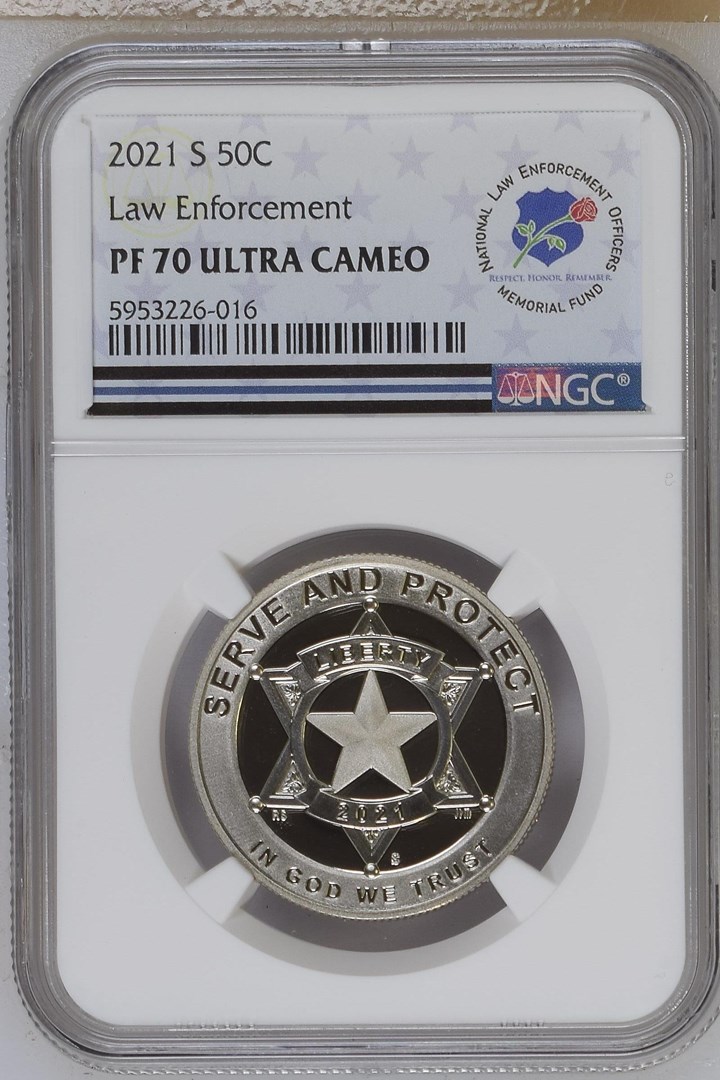 2021 S 50C
Law Enforcement
PF 70 ULTRA CAMEO
5953226-016
NATIONAL LAW ENFORCEMENT OFFICERS
RESPECT. HONOR. REMEMBER.
MEMORIAL FUND
NGC®
SERVE AND PROTECT
LIBERTY
2021
RS
JFM
S
IN GOD WE TRUST